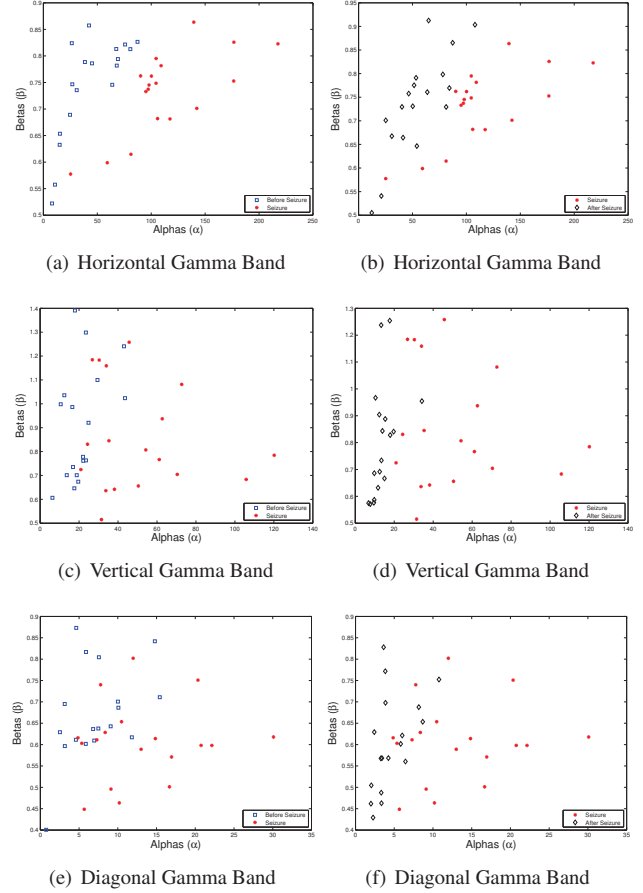 0.9
0.85
0.8
0.75
0.7
0.65
0.6
0.55
0.5
Betas (β)
0 50 100 150 200 250
Alphas (α)
Before Seizure
Seizure
(a) Horizontal Gamma Band
0.95
0.9
0.85
0.8
0.75
0.7
0.65
0.6
0.55
0.5
Betas (β)
0 50 100 150 200 250
Alphas (α)
Seizure
After Seizure
(b) Horizontal Gamma Band
1.4
1.3
1.2
1.1
1
0.9
0.8
0.7
0.6
0.5
Betas (β)
0 20 40 60 80 100 120 140
Alphas (α)
Before Seizure
Seizure
(c) Vertical Gamma Band
1.3
1.2
1.1
1
0.9
0.8
0.7
0.6
0.5
Betas (β)
0 20 40 60 80 100 120 140
Alphas (α)
Seizure
After Seizure
(d) Vertical Gamma Band
0.9
0.85
0.8
0.75
0.7
0.65
0.6
0.55
0.5
0.45
0.4
Betas (β)
0 5 10 15 20 25 30 35
Alphas (α)
Before Seizure
Seizure
(e) Diagonal Gamma Band
0.9
0.85
0.8
0.75
0.7
0.65
0.6
0.55
0.5
0.45
0.4
Betas (β)
0 5 10 15 20 25 30 35
Alphas (α)
Seizure
After Seizure
(f) Diagonal Gamma Band